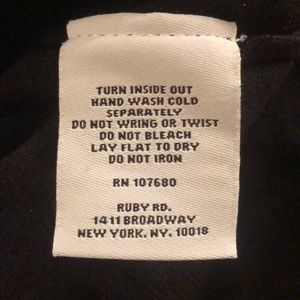 TURN INSIDE OUT
HAND WASH COLD
SEPARATELY
DO NOT WRING OR TWIST
DO NOT BLEACH
LAY FLAT TO DRY
DO NOT IRON
RN 107680
RUBY RD.
1411 BROADWAY
NEW YORK. NY. 10018